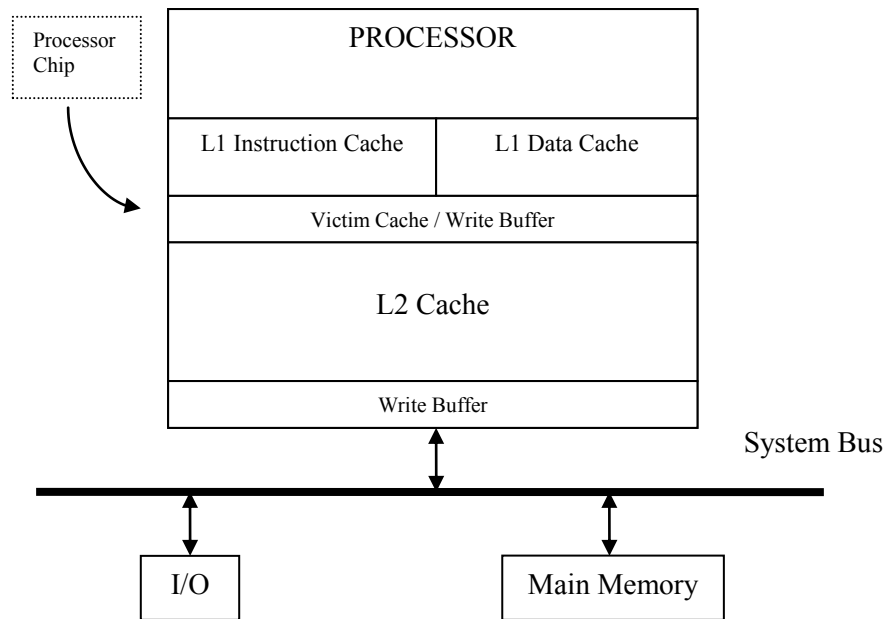 Processor
Chip
PROCESSOR
L1 Instruction Cache
L1 Data Cache
Victim Cache / Write Buffer
L2 Cache
Write Buffer
System Bus
I/O
Main Memory